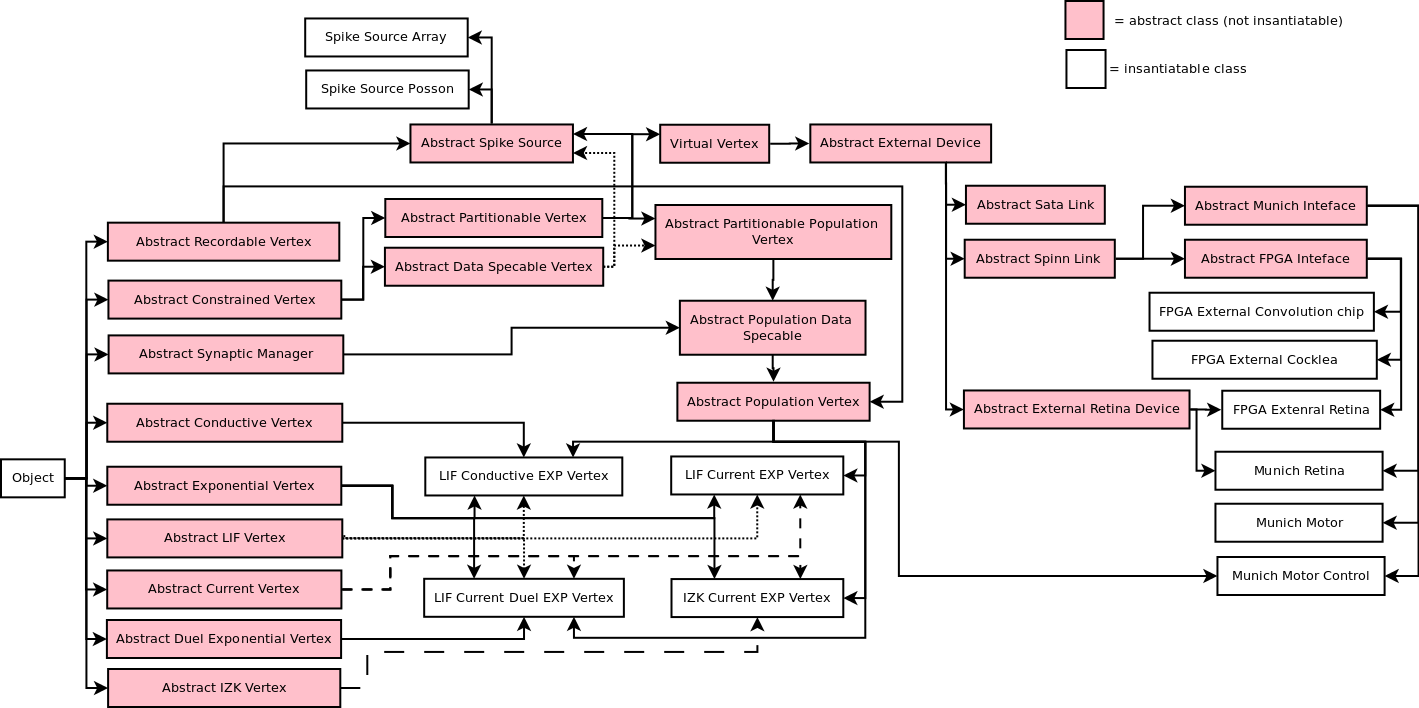 = abstract class (not insantiatable)
Spike Source Array
= insantiatable class
Spike Source Posson
Abstract Spike Source
Virtual Vertex
Abstract External Device
Abstract Sata Link
Abstract Munich Inteface
Abstract Partitionable Vertex
Abstract Partitionable Population
Vertex
Abstract Recordable Vertex
Abstract Spinn Link
Abstract FPGA Inteface
Abstract Data Specable Vertex
Abstract Constrained Vertex
FPGA External Convolution chip
Abstract Population Data
Specable
Abstract Synaptic Manager
FPGA External Cocklea
Abstract Population Vertex
Abstract External Retina Device
FPGA Extenral Retina
Abstract Conductive Vertex
Object
LIF Conductive EXP Vertex
LIF Current EXP Vertex
Munich Retina
Abstract Exponential Vertex
Munich Motor
Abstract LIF Vertex
Munich Motor Control
Abstract Current Vertex
LIF Current Duel EXP Vertex
IZK Current EXP Vertex
Abstract Duel Exponential Vertex
Abstract IZK Vertex